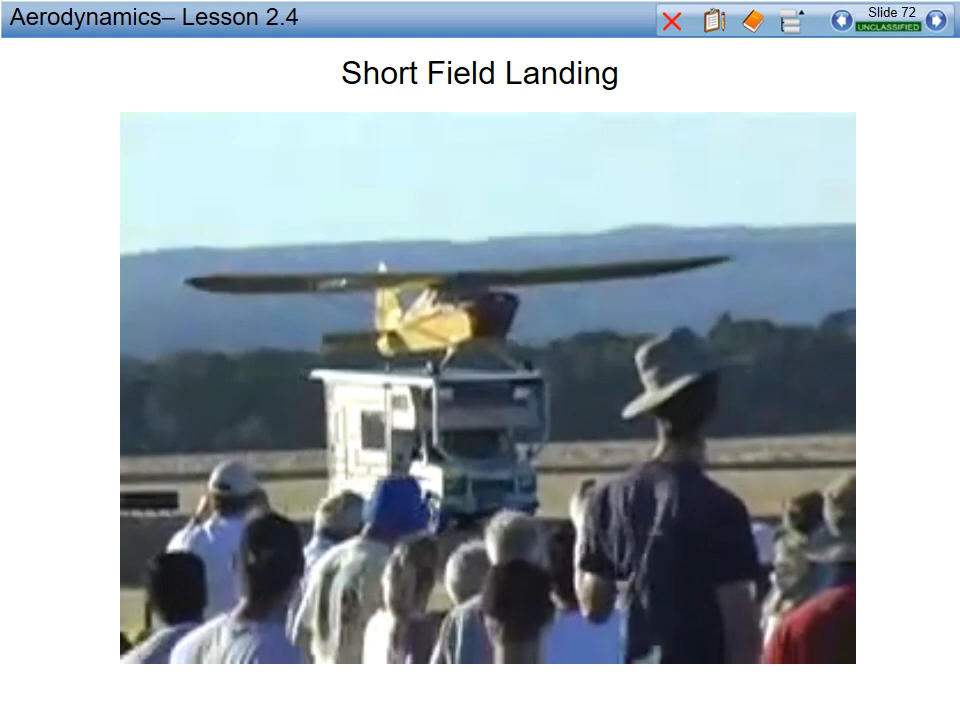 Aerodynamics– Lesson 2.4
Slide 72
UNCLASSIFIED
Short Field Landing